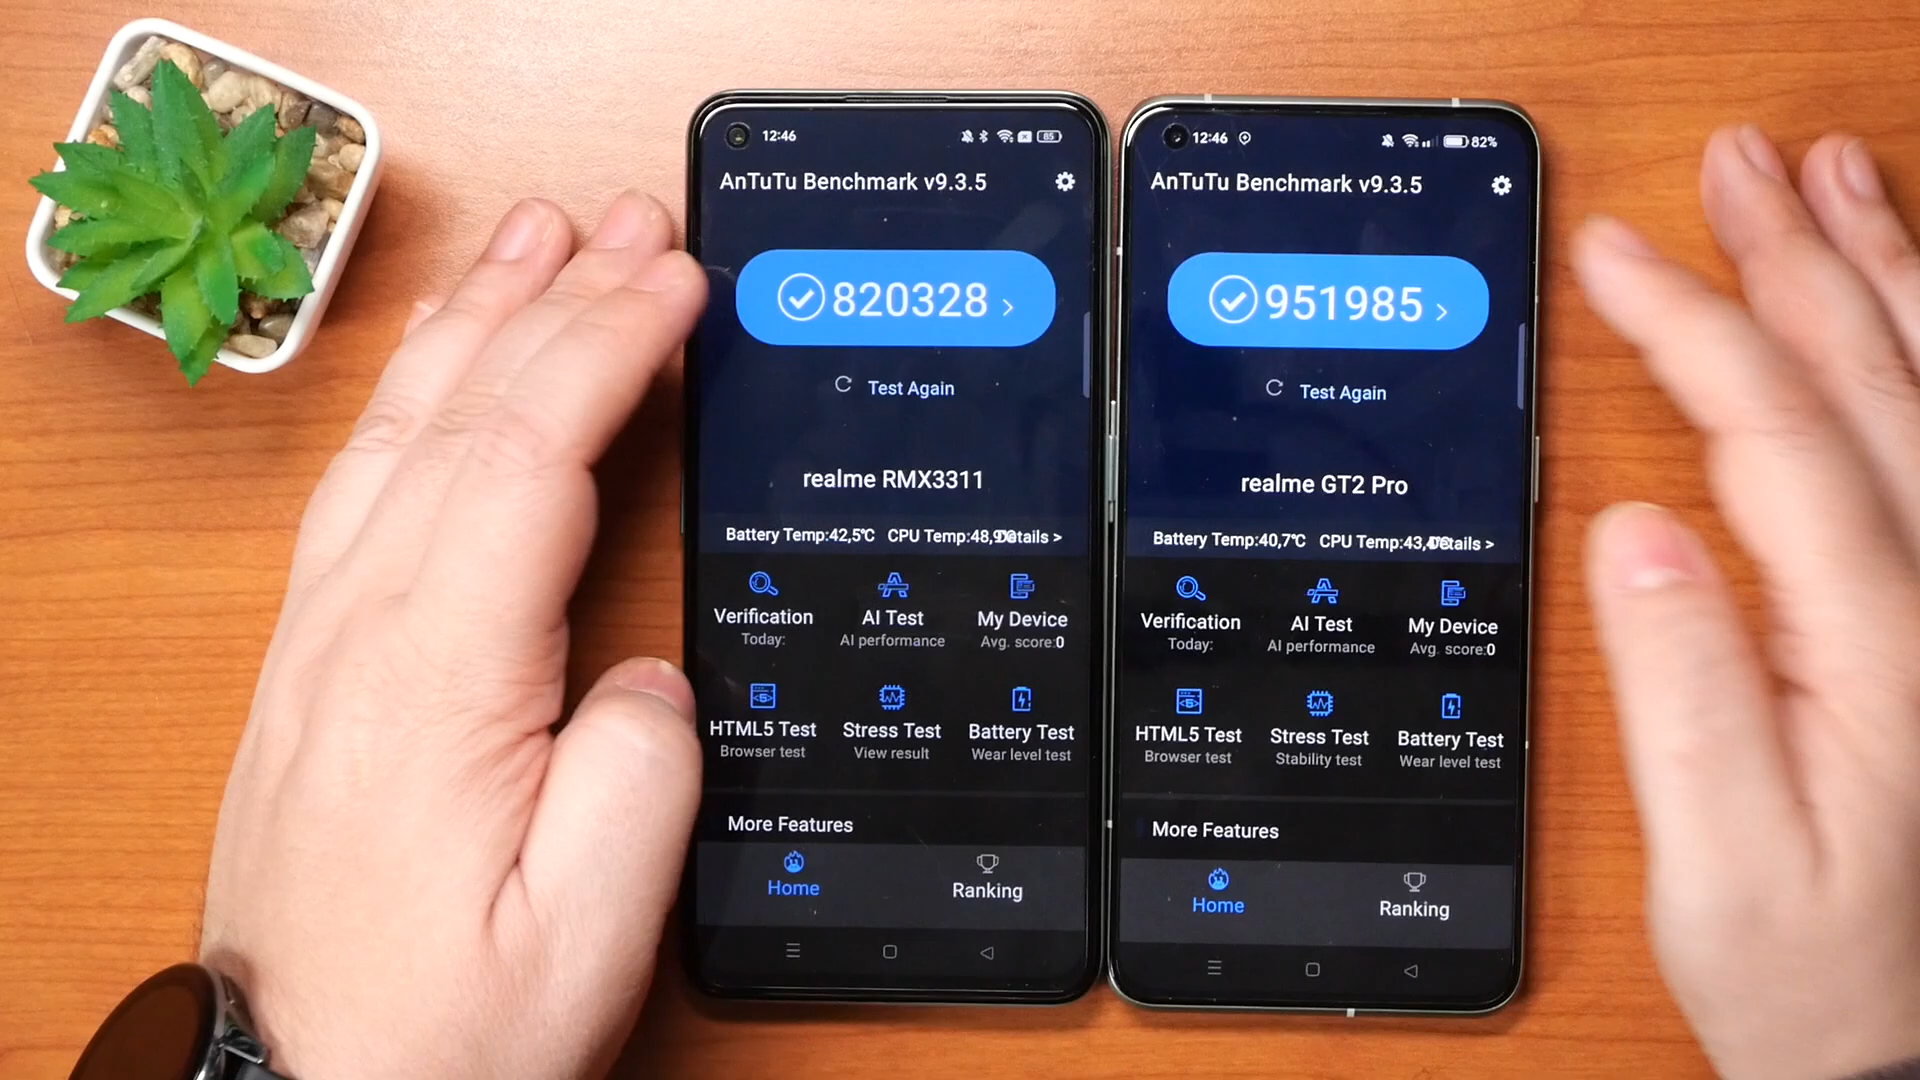 12:46
85
AnTuTu Benchmark v9.3.5
820328 >
Test Again
realme RMX3311
Battery Temp:42,5℃ CPU Temp:48,9℃ Details >
Verification
Today:
AI Test
AI performance
My Device
Avg. score:0
HTML5 Test
Browser test
Stress Test
View result
Battery Test
Wear level test
More Features
Home
Ranking
12:46
82%
AnTuTu Benchmark v9.3.5
951985 >
Test Again
realme GT2 Pro
Battery Temp:40,7℃ CPU Temp:43,4℃ Details >
Verification
Today:
AI Test
AI performance
My Device
Avg. score:0
HTML5 Test
Browser test
Stress Test
Stability test
Battery Test
Wear level test
More Features
Home
Ranking